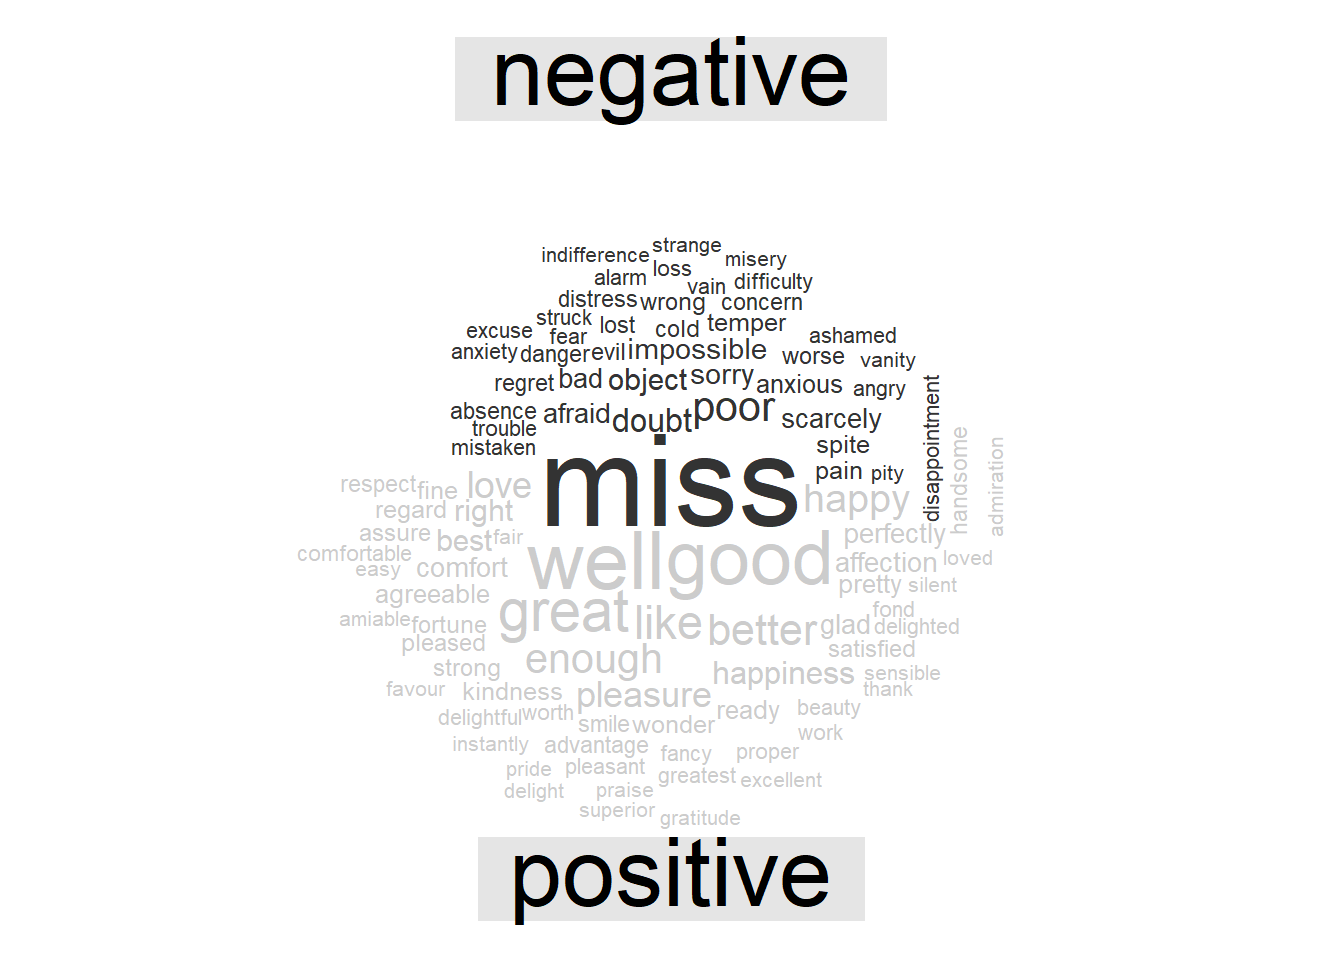 negative
indifference strange misery
alarm loss vain difficulty
distress wrong concern
struck lost cold temper
excuse fear ashamed
anxiety danger evil impossible worse vanity
regret bad object sorry anxious angry
absence afraid doubt poor scarcely disappointment
trouble
mistaken miss spite
pain pity
respect fine love happy handsome admiration
regard right
assure best fair perfectly
comfortable well good affection loved
easy comfort pretty silent
agreeable great like better fond
amiable fortune glad delighted
pleased enough satisfied
strong happiness sensible
favour kindness pleasure thank
delightful worth smile wonder ready beauty
instantly advantage fancy proper work
pride pleasant greatest excellent
delight praise
superior gratitude
positive